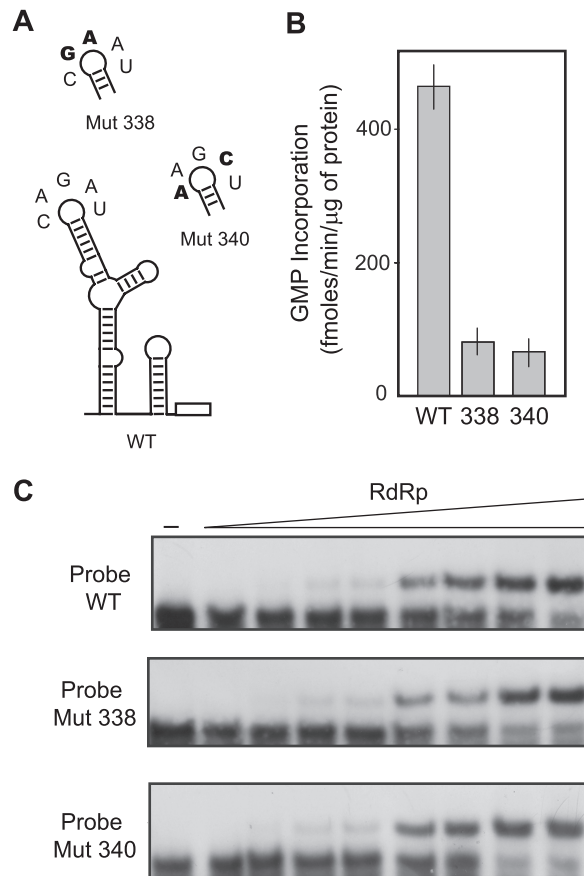 A
G A A
C U
Mut 338
A G C
A U
Mut 340
A G A
C U
WT
B
GMP Incorporation
(fmoles/min/μg of protein)
400
200
0
WT 338 340
C
RdRp
–
Probe
WT
Probe
Mut 338
Probe
Mut 340